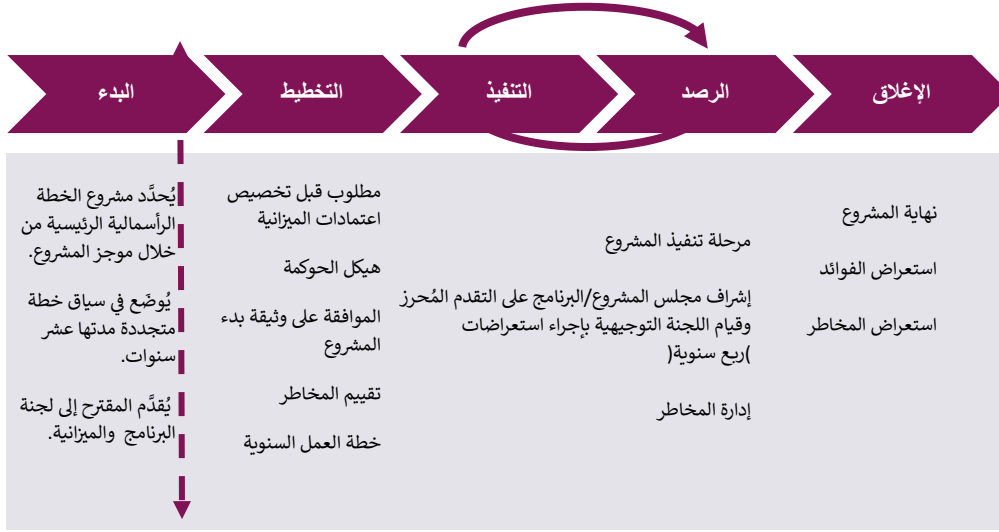 البدء
التخطيط
التنفيذ
الرصد
الإغلاق
يُحدَّد مشروع الخطة
الرأسمالية الرئيسية من
خلال موجز المشروع.
يُوضَع في سياق خطة
متجددة مدتها عشر
سنوات.
يُقدَّم المقترح إلى لجنة
البرنامج والميزانية.
مطلوب قبل تخصيص
اعتمادات الميزانية
هيكل الحوكمة
الموافقة على وثيقة بدء
المشروع
تقييم المخاطر
خطة العمل السنوية
مرحلة تنفيذ المشروع
إشراف مجلس المشروع/البرنامج على التقدم المُحرز
وقيام اللجنة التوجيهية بإجراء استعراضات
)ربع سنوية(
إدارة المخاطر
نهاية المشروع
استعراض الفوائد
استعراض المخاطر